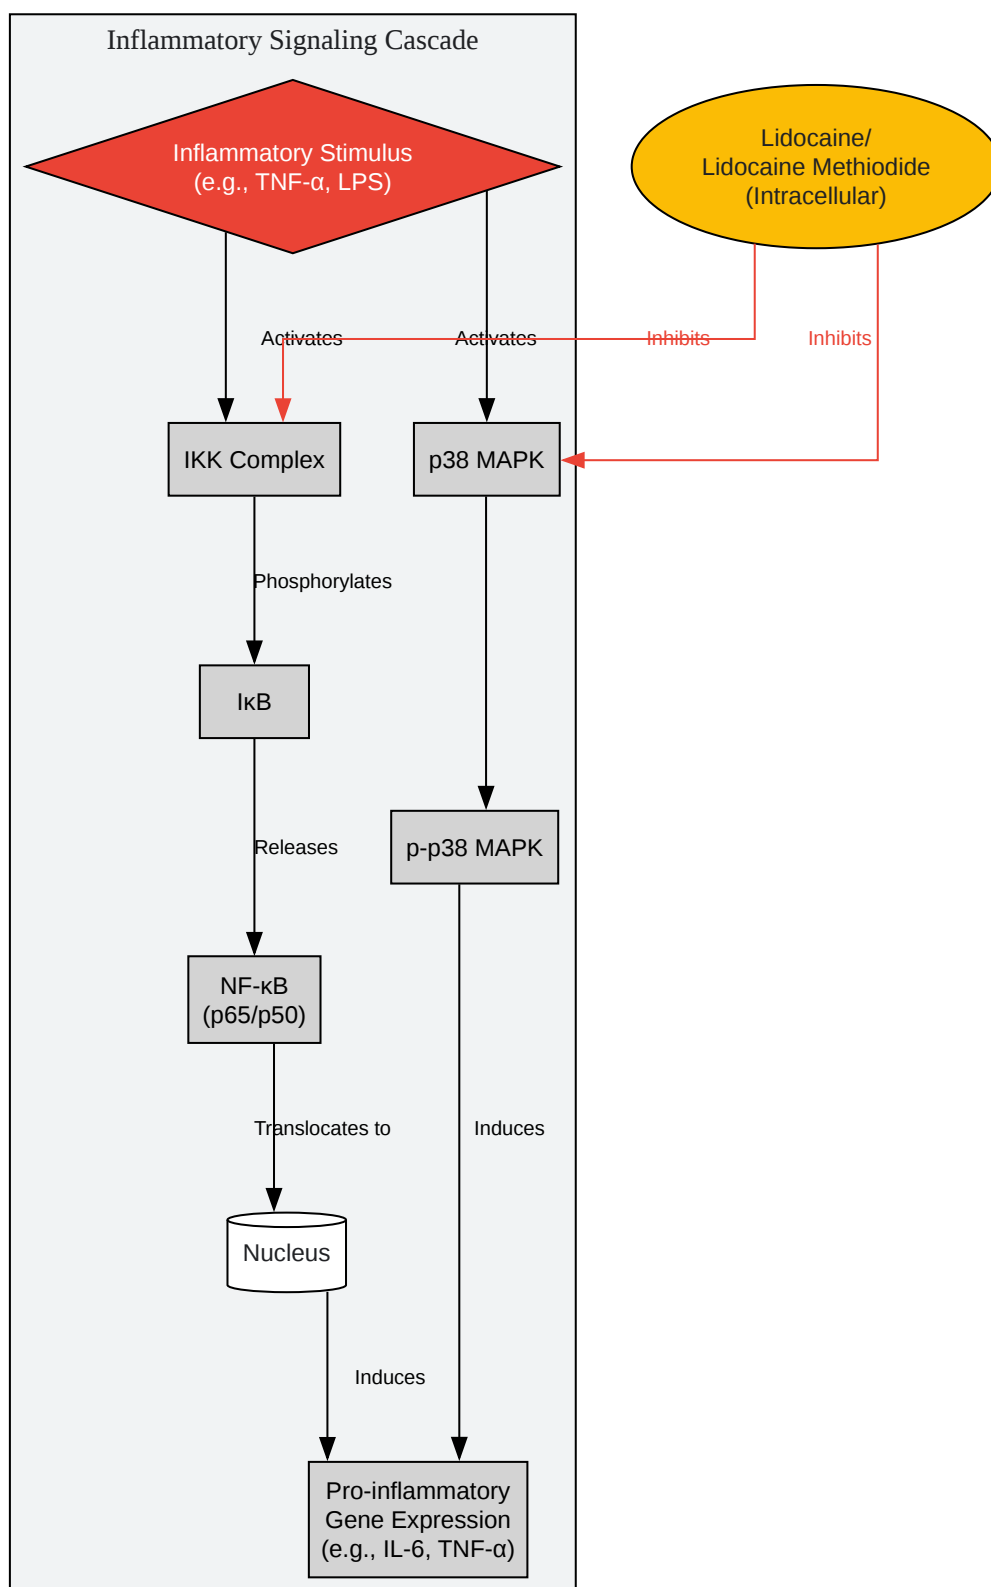 Inflammatory Signaling Cascade
Inflammatory Stimulus
(e.g., TNF-α, LPS)
Lidocaine/
Lidocaine Methiodide
(Intracellular)
Activates
Activates
Inhibits
Inhibits
IKK Complex
p38 MAPK
Phosphorylates
IκB
Releases
p-p38 MAPK
NF-κB
(p65/p50)
Translocates to
Induces
Nucleus
Induces
Pro-inflammatory
Gene Expression
(e.g., IL-6, TNF-α)